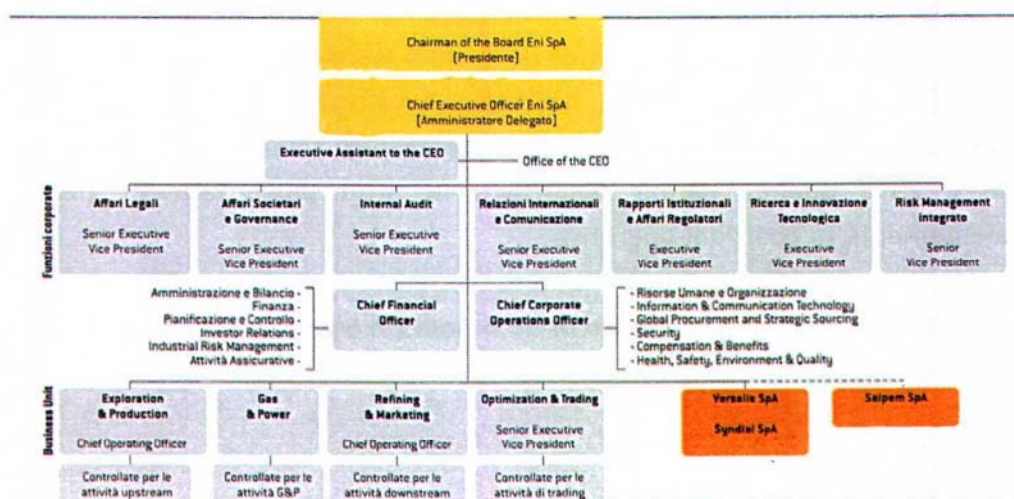 Chairman of the Board Eni SpA
[Presidente]
Chief Executive Officer Eni SpA
[Amministratore Delegato]
Executive Assistant to the CEO
Office of the CEO
Funzioni corporate
Affari Legali
Senior Executive
Vice President
Affari Societari
e Governance
Senior Executive
Vice President
Internal Audit
Senior Executive
Vice President
Relazioni Internazionali
e Comunicazione
Senior Executive
Vice President
Rapporti Istituzionali
e Affari Regolatori
Executive
Vice President
Ricerca e Innovazione
Tecnologica
Executive
Vice President
Risk Management
Integrato
Senior
Vice President
Amministrazione e Bilancio -
Finanza -
Pianificazione e Controllo -
Investor Relations -
Industrial Risk Management -
Attività Assicurative -
Chief Financial
Officer
Chief Corporate
Operations Officer
- Risorse Umane e Organizzazione
- Information & Communication Technology
- Global Procurement and Strategic Sourcing
- Security
- Compensation & Benefits
- Health, Safety, Environment & Quality
Business Unit
Exploration
& Production
Chief Operating Officer
Gas
& Power
Refining
& Marketing
Chief Operating Officer
Optimization & Trading
Senior Executive
Vice President
Versalis SpA
Syndial SpA
Saipem SpA
Controllate per le
attività upstream
Controllate per le
attività G&P
Controllate per le
attività downstream
Controllate per le
attività di trading